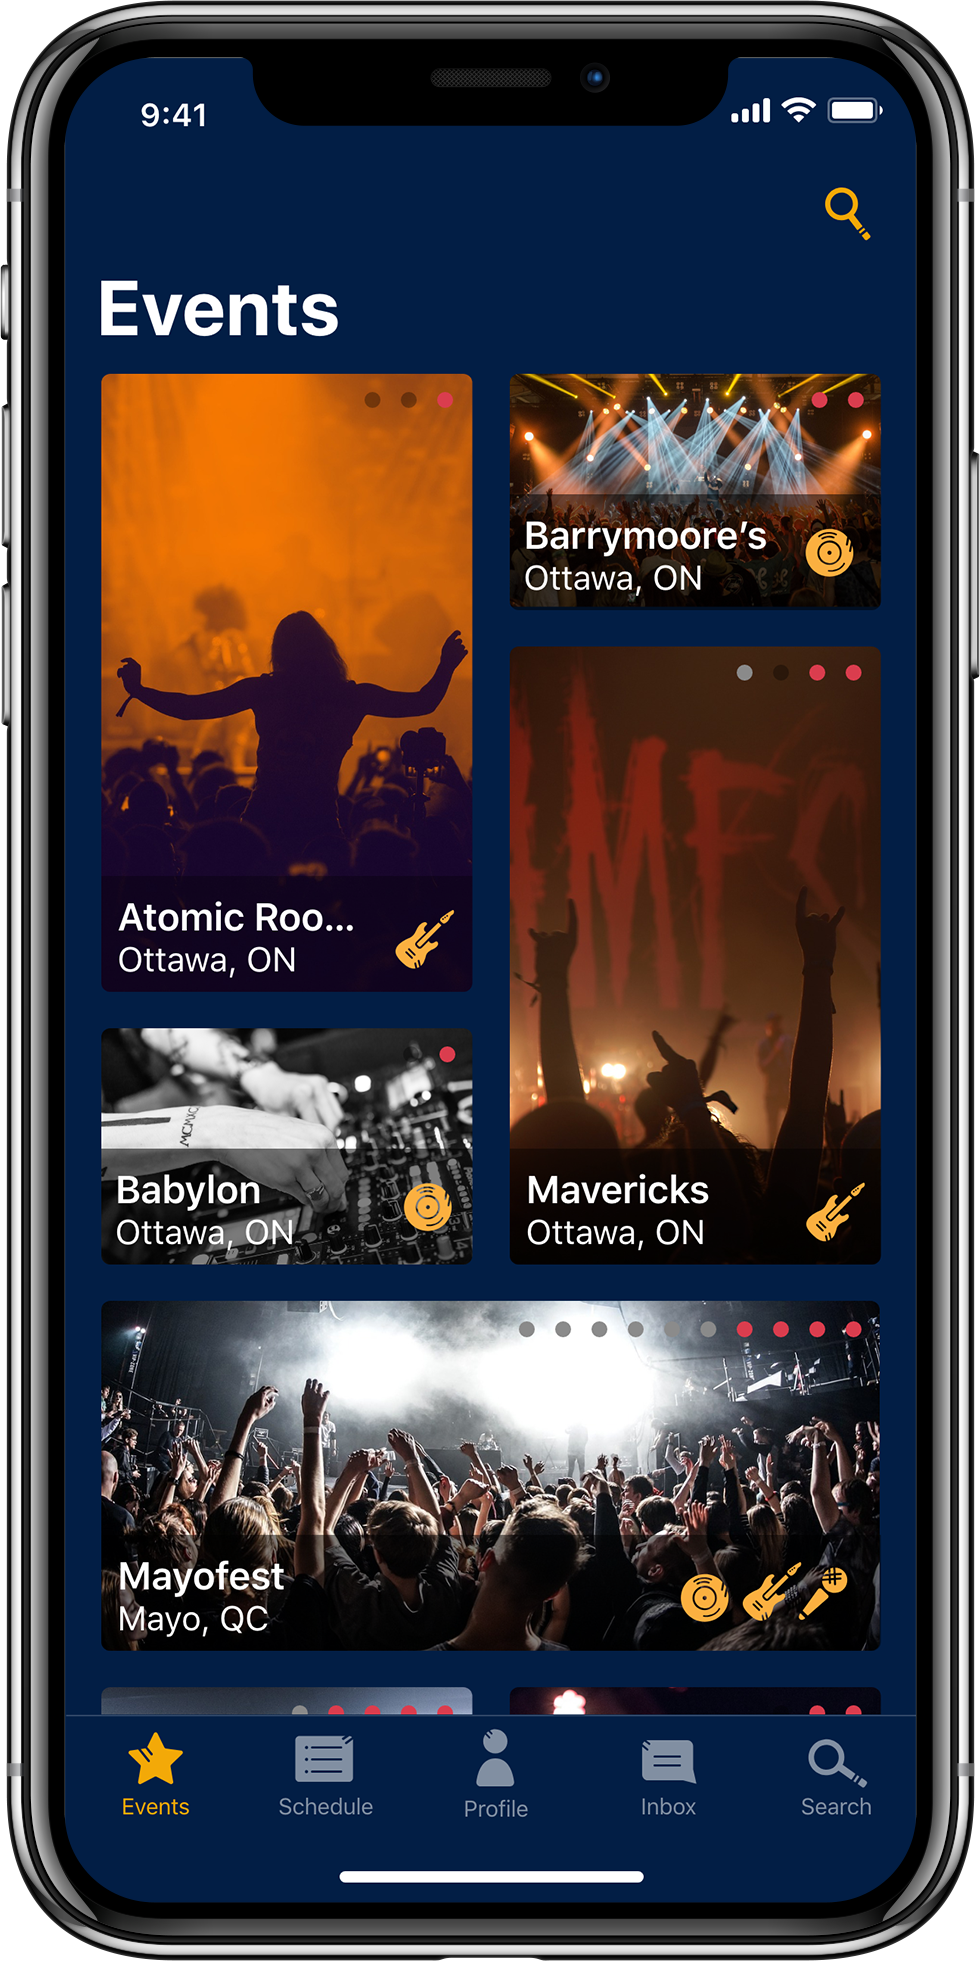 9:41
Events
Barrymoore’s
Ottawa, ON
Atomic Roo...
Ottawa, ON
MCMXC
Babylon
Ottawa, ON
Mavericks
Ottawa, ON
Mayofest
Mayo, QC
Events
Schedule
Profile
Inbox
Search